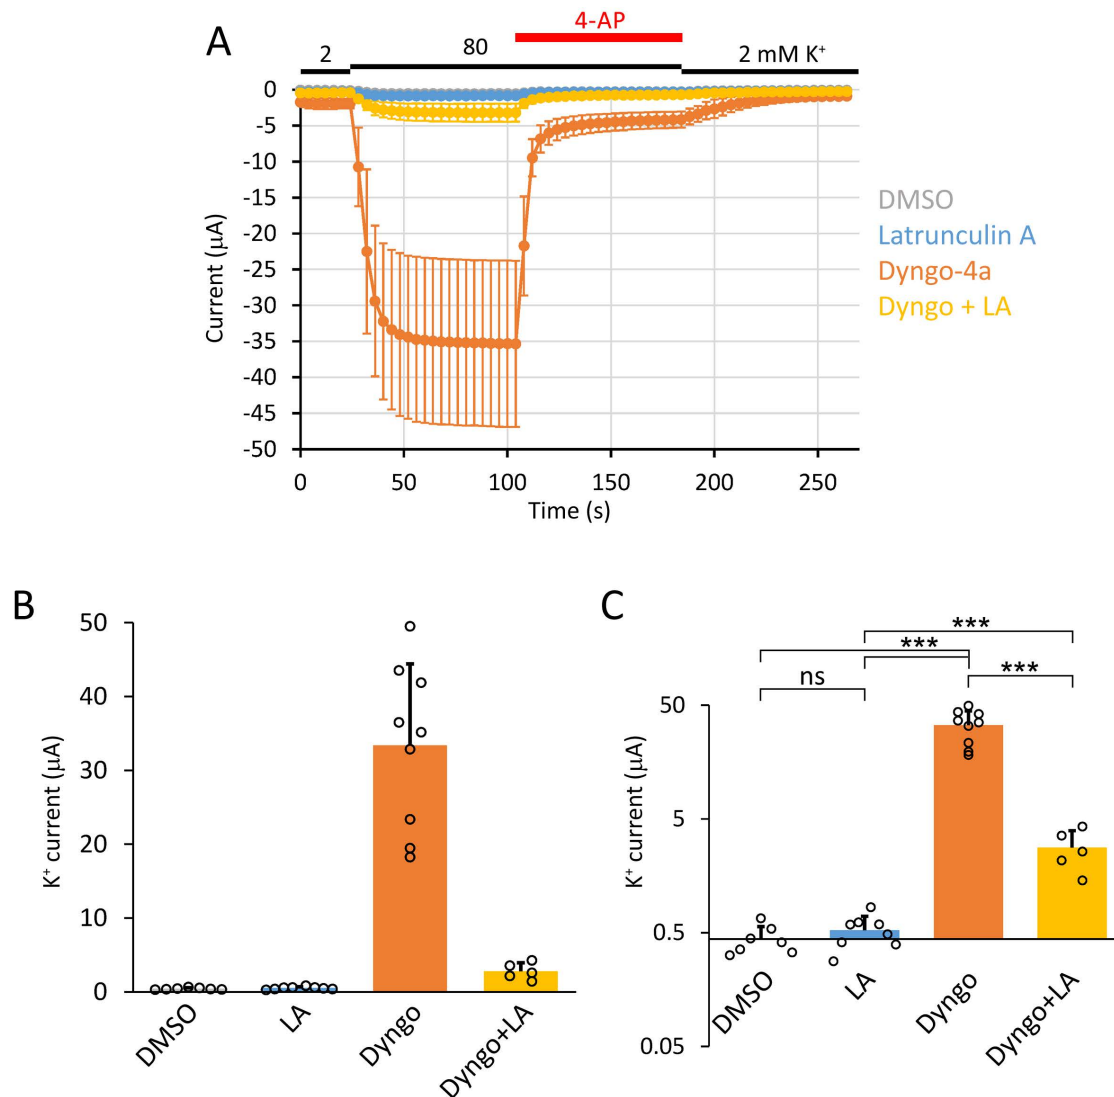 A
4-AP
2
80
2 mM K⁺
0
-5
-10
-15
-20
-25
-30
-35
-40
-45
-50
Current (μA)
0
50
100
150
200
250
Time (s)
DMSO
Latrunculin A
Dyngo-4a
Dyngo + LA
B
50
40
30
20
10
0
K⁺ current (μA)
DMSO
LA
Dyngo
Dyngo+LA
C
***
***
ns
***
50
5
0.5
0.05
K⁺ current (μA)
DMSO
LA
Dyngo
Dyngo+LA